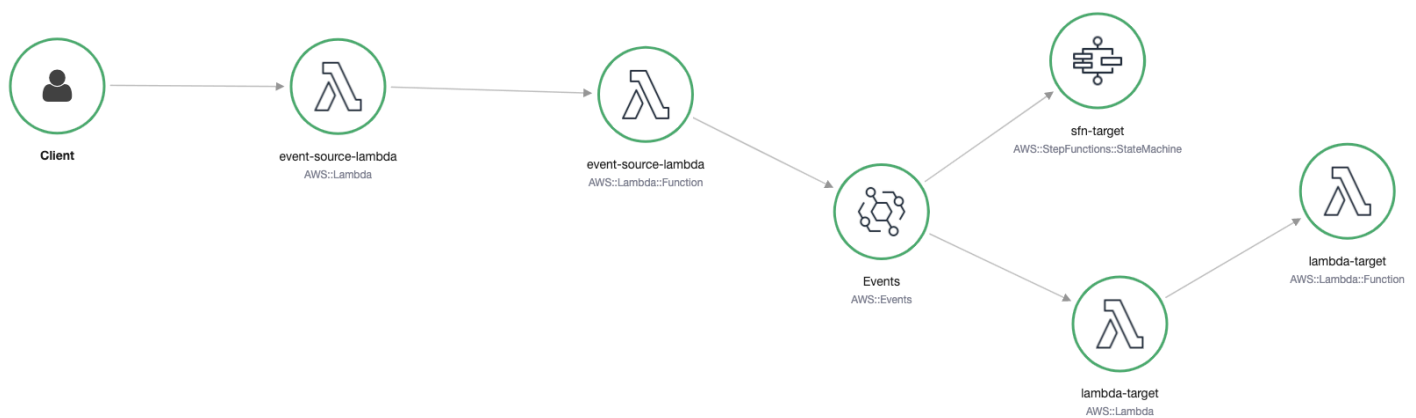 Client
event-source-lambda
AWS::Lambda
event-source-lambda
AWS::Lambda::Function
Events
AWS::Events
sfn-target
AWS::StepFunctions::StateMachine
lambda-target
AWS::Lambda
lambda-target
AWS::Lambda::Function